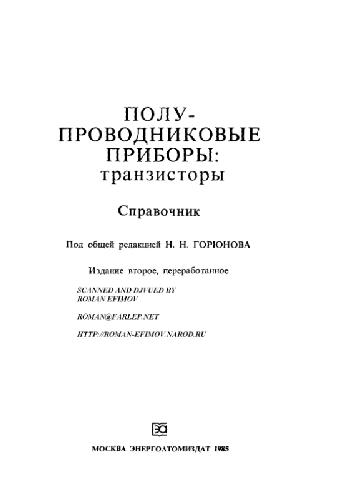 ПОЛУ-
ПРОВОДНИКОВЫЕ
ПРИБОРЫ:
транзисторы
Справочник
Под общей редакцией Н. Н. ГОРЮНОВА
Издание второе, переработанное
SCANNED AND DJVUED BY
ROMAN EFIMOV
ROMAN@FARLEP.NET
HTTP://ROMAN-EFIMOV.NAROD.RU
МОСКВА ЭНЕРГОАТОМИЗДАТ 1985